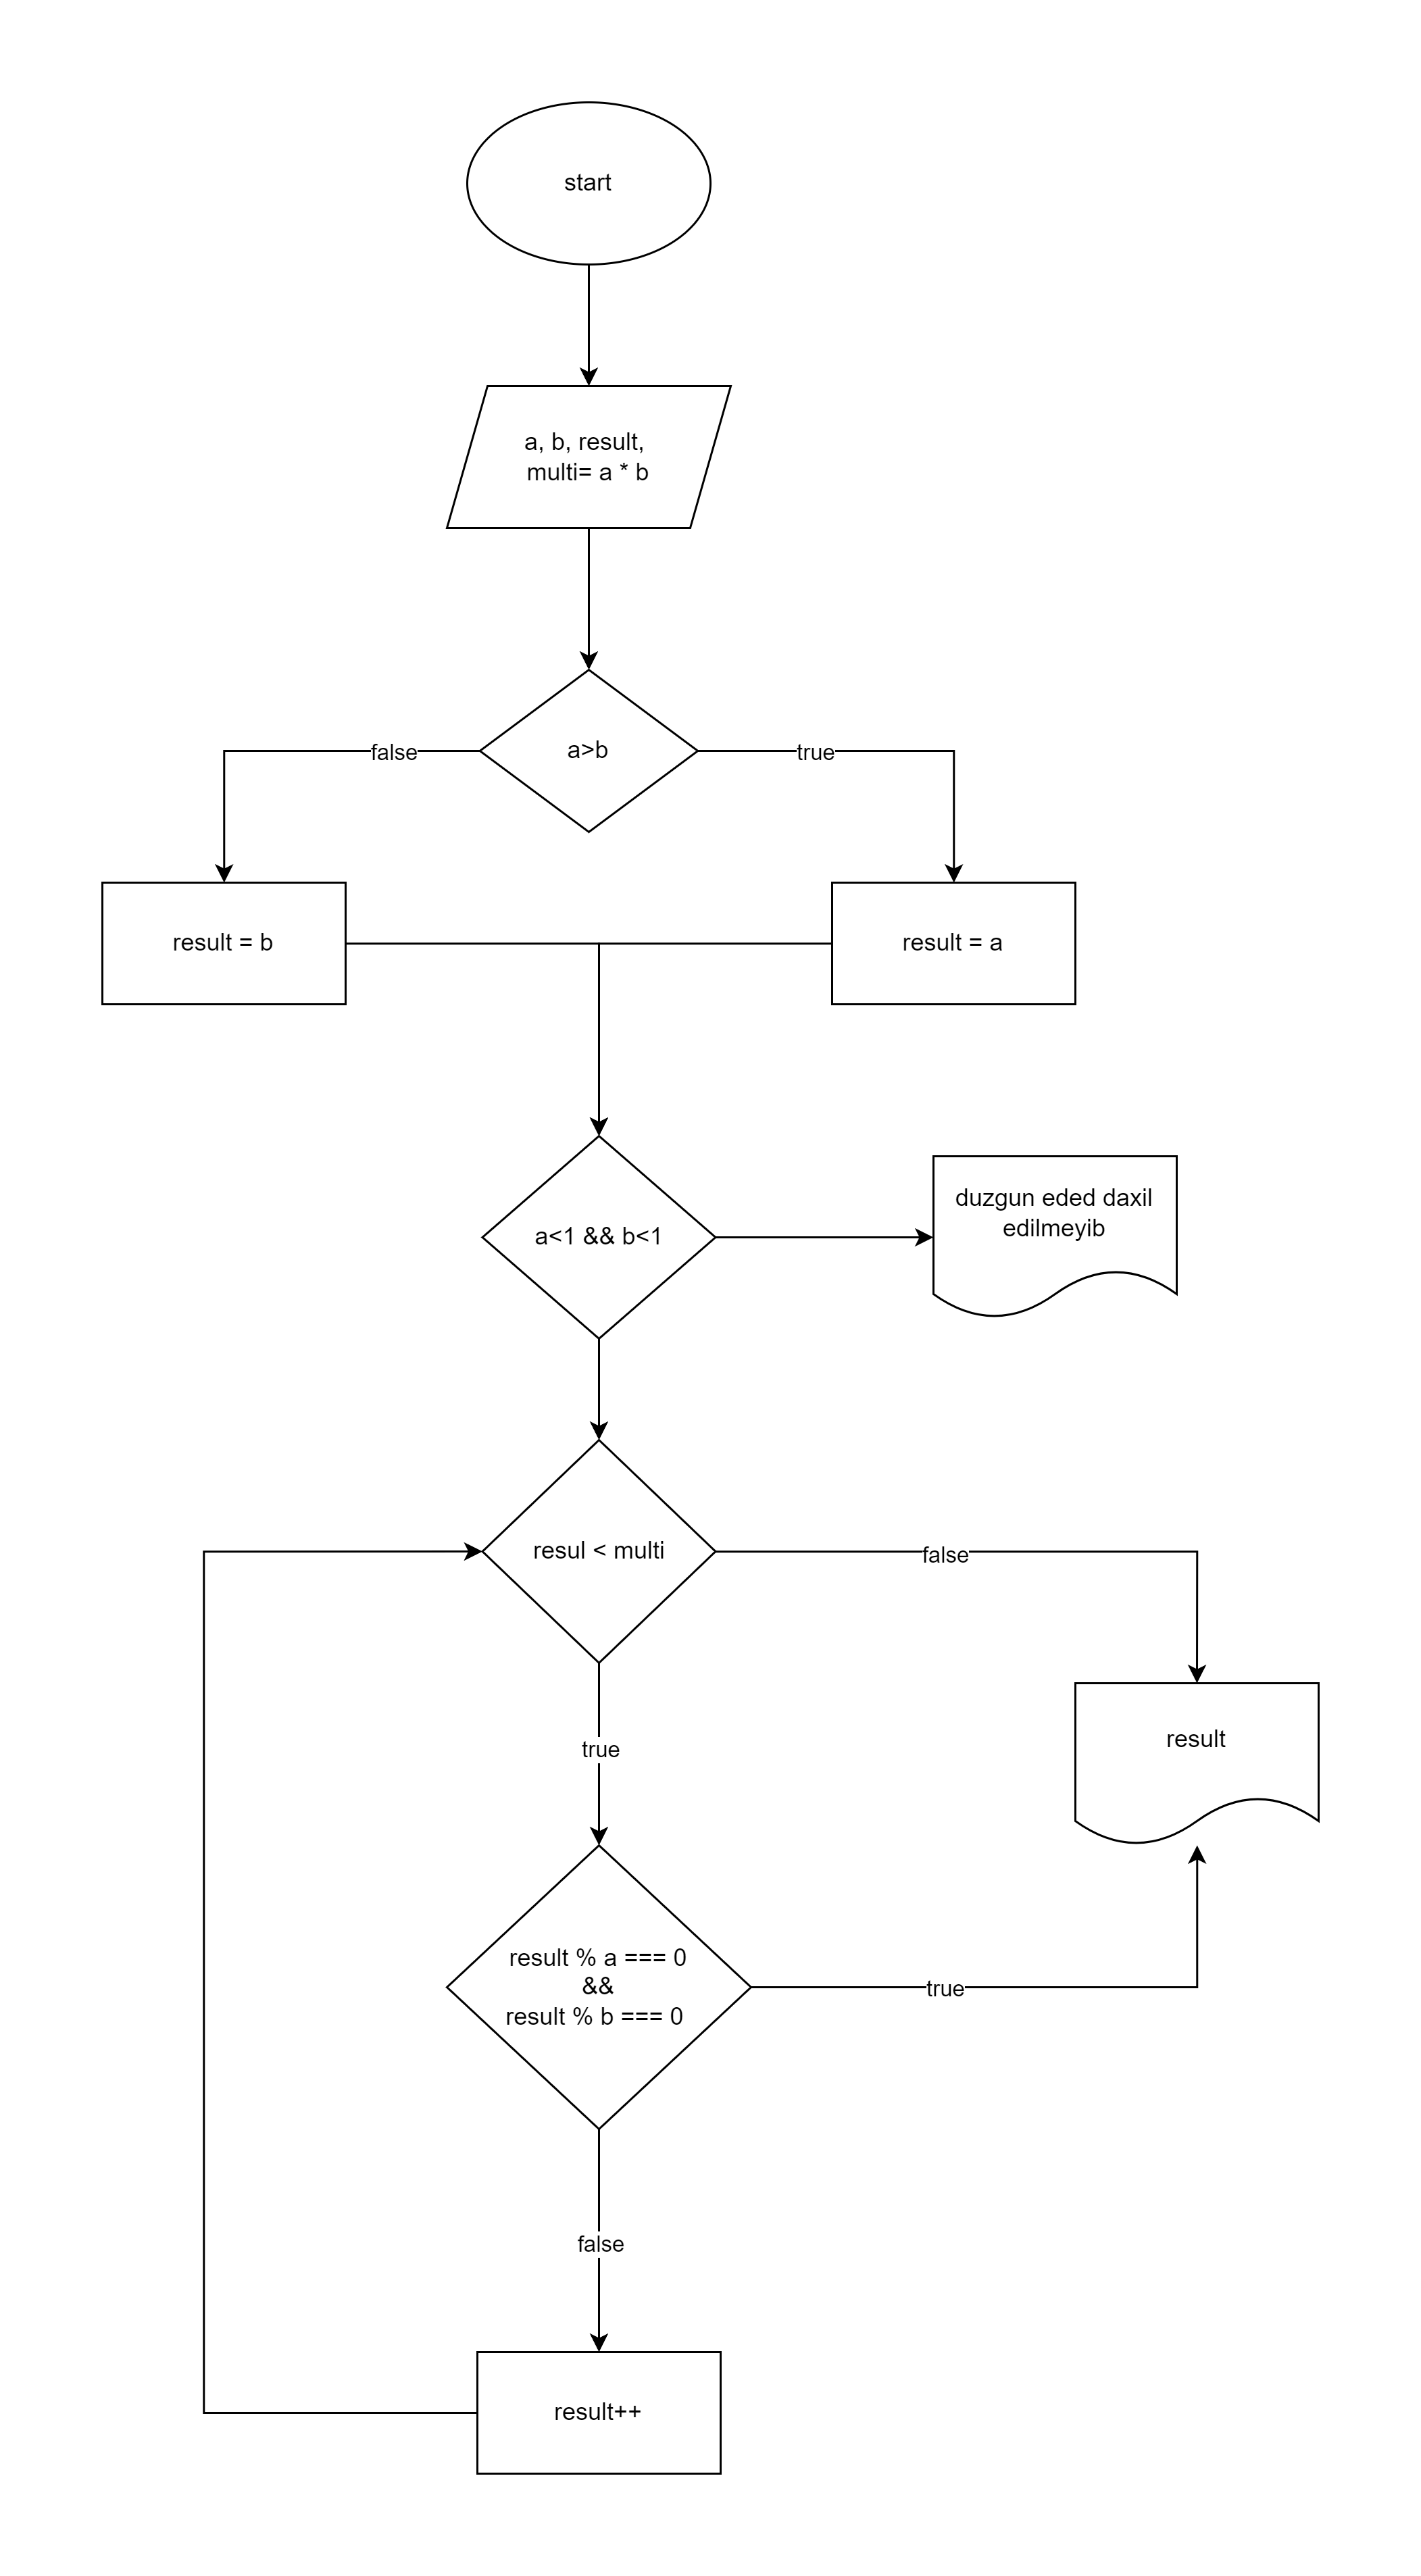 start
a, b, result,
multi= a * b
a>b
false
true
result = b
result = a
a<1 && b<1
duzgun eded daxil
edilmeyib
resul < multi
false
true
result
result % a === 0
&&
result % b === 0
true
false
result++